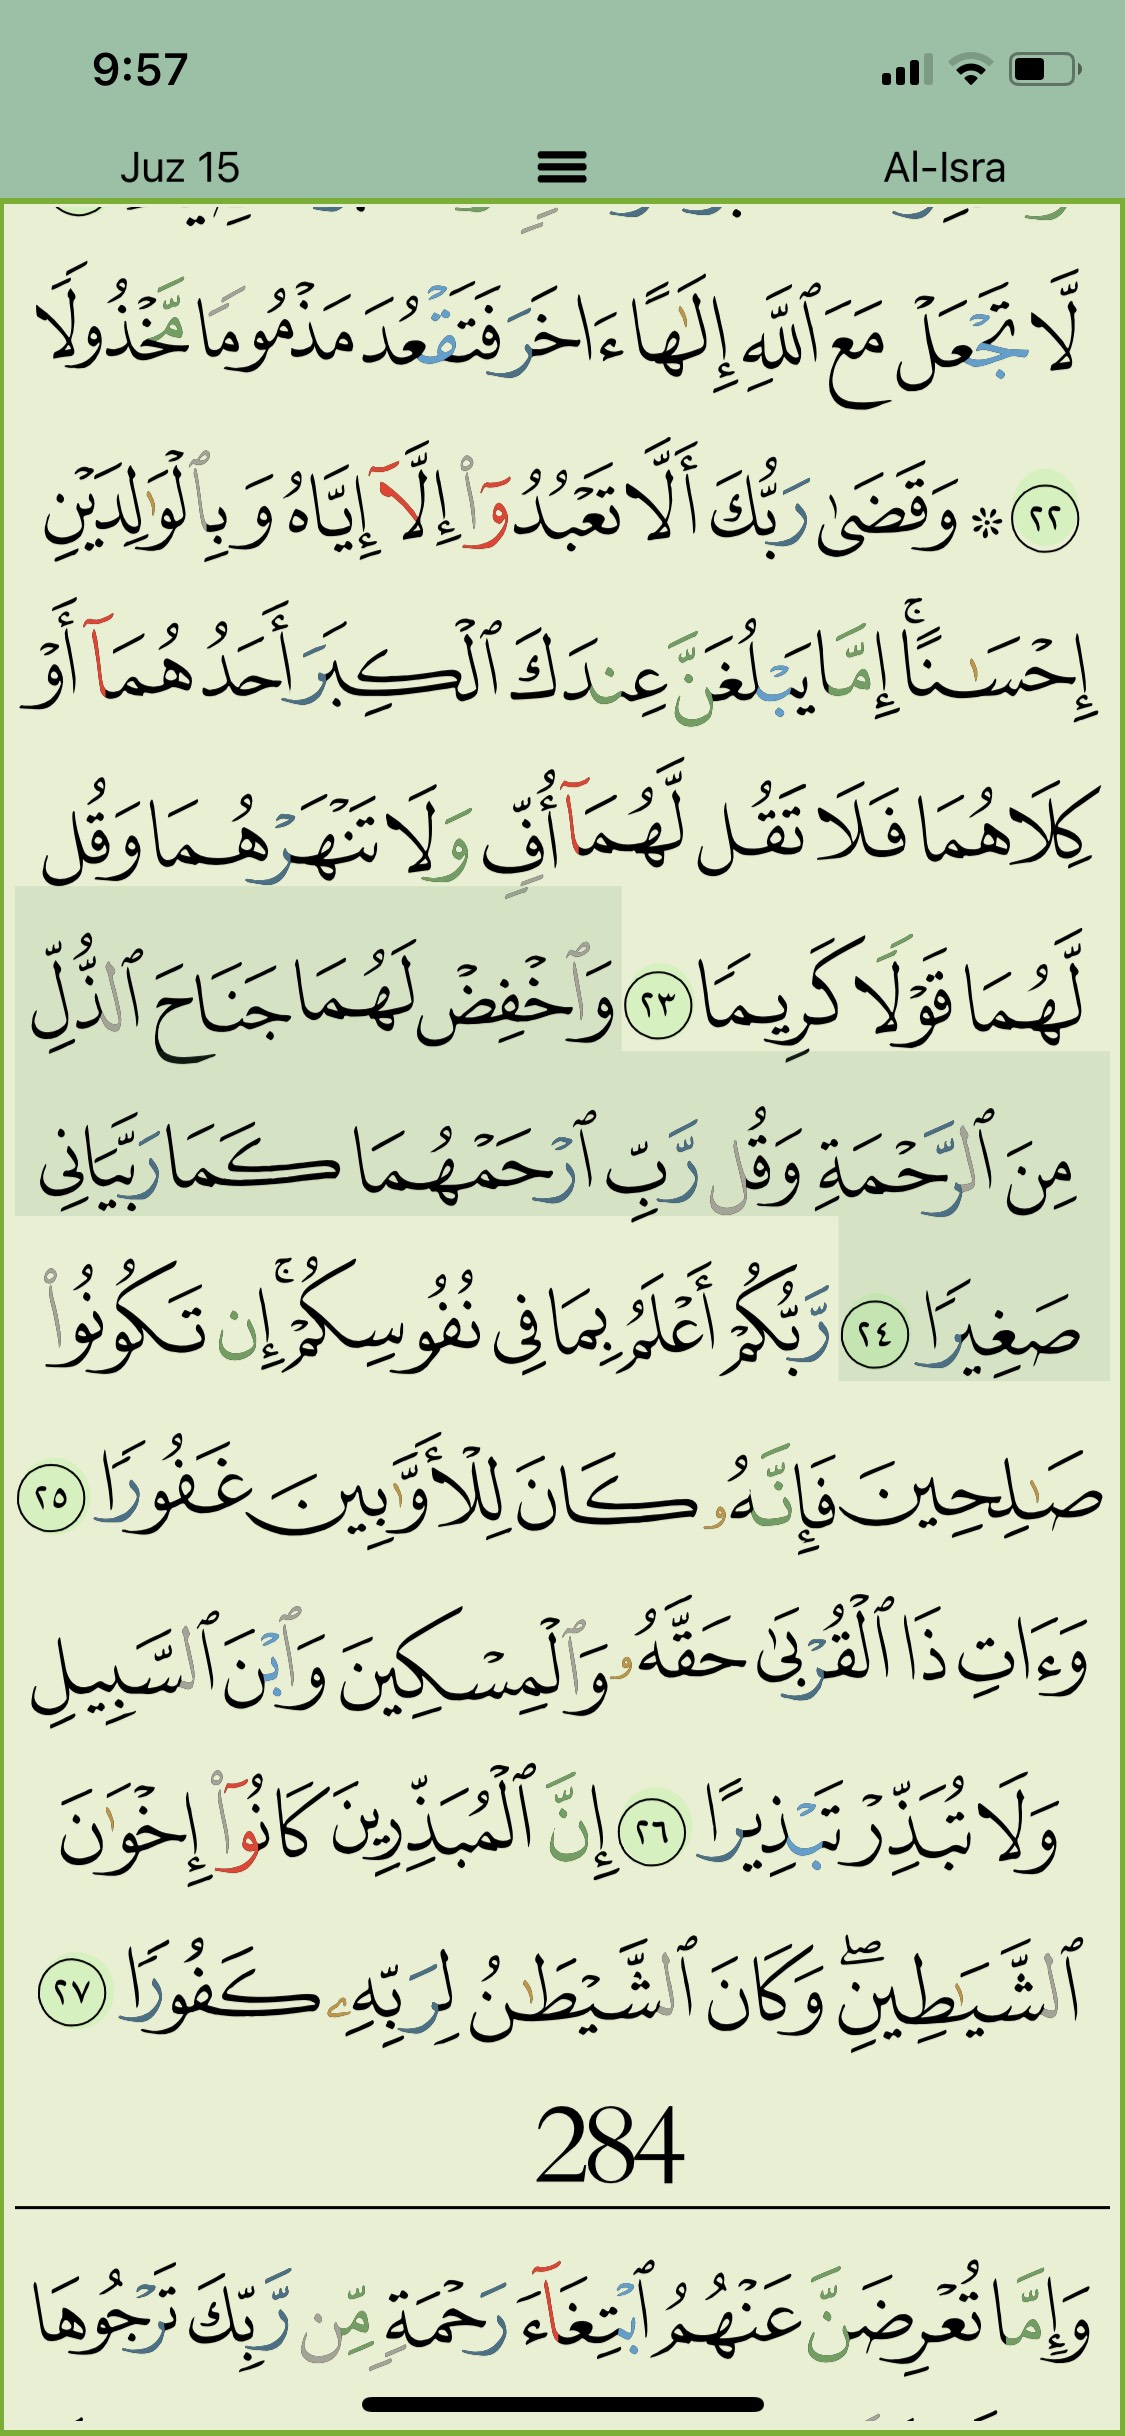 9:57
Juz 15 Al-Isra
لَّا تَجْعَلْ مَعَ ٱللَّهِ إِلَٰهًا ءَاخَرَ فَتَقْعُدَ مَذْمُومًا مَّخْذُولًا
٢٢ ۞ وَقَضَىٰ رَبُّكَ أَلَّا تَعْبُدُوٓا۟ إِلَّآ إِيَّاهُ وَبِٱلْوَٰلِدَيْنِ
إِحْسَٰنًا ۚ إِمَّا يَبْلُغَنَّ عِندَكَ ٱلْكِبَرَ أَحَدُهُمَآ أَوْ
كِلَاهُمَا فَلَا تَقُل لَّهُمَآ أُفٍّ وَلَا تَنْهَرْهُمَا وَقُل
لَّهُمَا قَوْلًا كَرِيمًا ٢٣ وَٱخْفِضْ لَهُمَا جَنَاحَ ٱلذُّلِّ
مِنَ ٱلرَّحْمَةِ وَقُل رَّبِّ ٱرْحَمْهُمَا كَمَا رَبَّيَانِى
صَغِيرًا ٢٤ رَّبُّكُمْ أَعْلَمُ بِمَا فِى نُفُوسِكُمْ ۚ إِن تَكُونُوا۟
صَٰلِحِينَ فَإِنَّهُۥ كَانَ لِلْأَوَّٰبِينَ غَفُورًا ٢٥
وَءَاتِ ذَا ٱلْقُرْبَىٰ حَقَّهُۥ وَٱلْمِسْكِينَ وَٱبْنَ ٱلسَّبِيلِ
وَلَا تُبَذِّرْ تَبْذِيرًا ٢٦ إِنَّ ٱلْمُبَذِّرِينَ كَانُوٓا۟ إِخْوَٰنَ
ٱلشَّيَٰطِينِ ۖ وَكَانَ ٱلشَّيْطَٰنُ لِرَبِّهِۦ كَفُورًا ٢٧
284
وَإِمَّا تُعْرِضَنَّ عَنْهُمُ ٱبْتِغَآءَ رَحْمَةٍ مِّن رَّبِّكَ تَرْجُوهَا